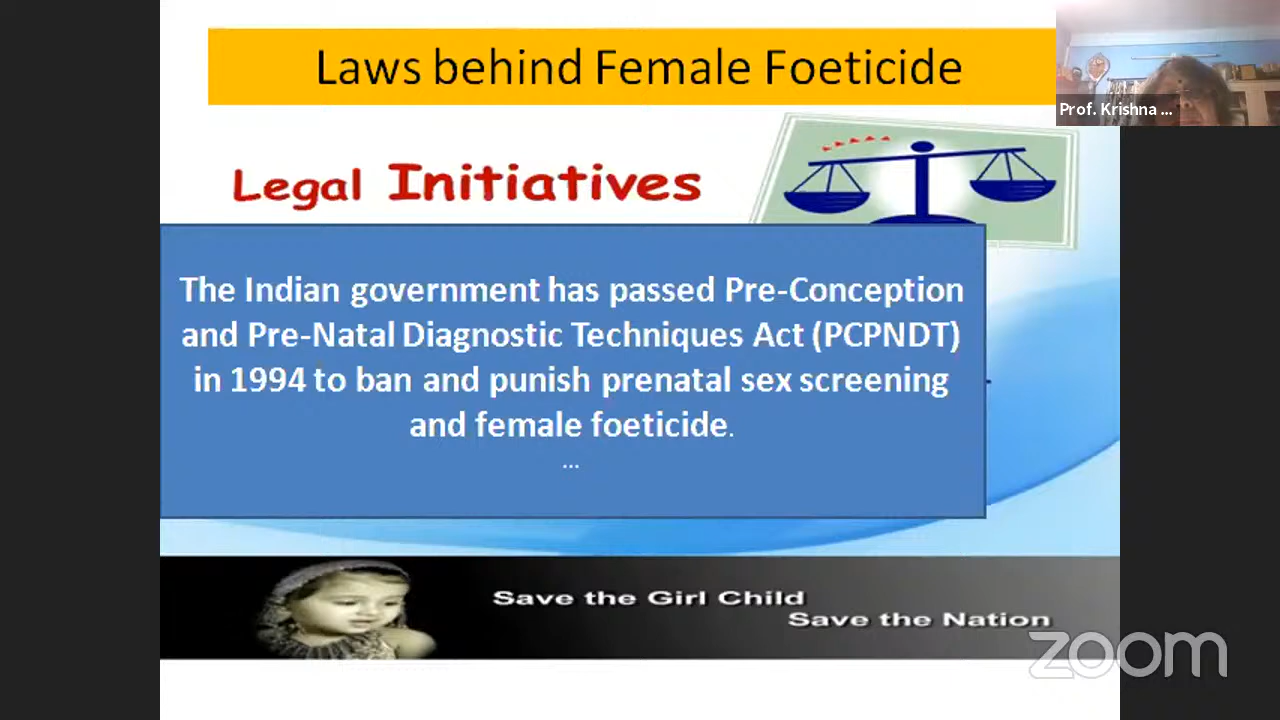 Laws behind Female Foeticide
Prof. Krishna ...
Legal Initiatives
The Indian government has passed Pre-Conception
and Pre-Natal Diagnostic Techniques Act (PCPNDT)
in 1994 to ban and punish prenatal sex screening
and female foeticide.
...
Save the Girl Child
Save the Nation
zoom